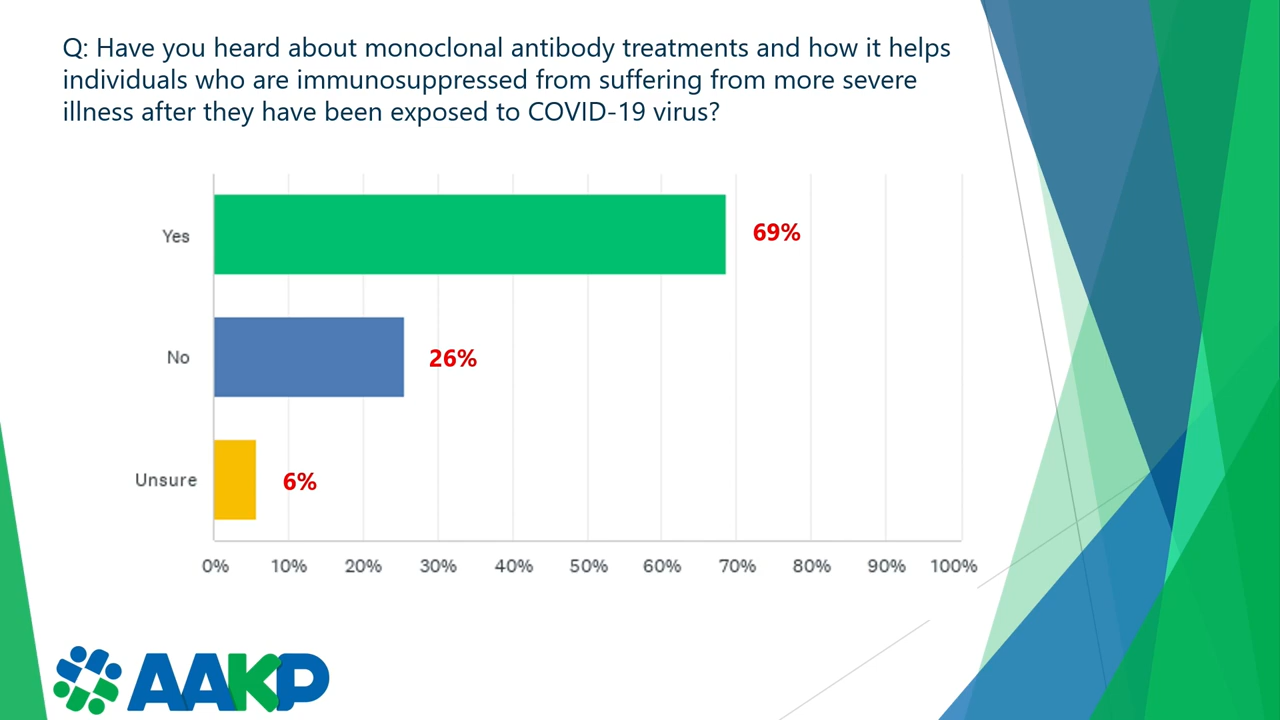 Q: Have you heard about monoclonal antibody treatments and how it helps
individuals who are immunosuppressed from suffering from more severe
illness after they have been exposed to COVID-19 virus?
Yes
69%
No
26%
Unsure
6%
0% 10% 20% 30% 40% 50% 60% 70% 80% 90% 100%
AAKP